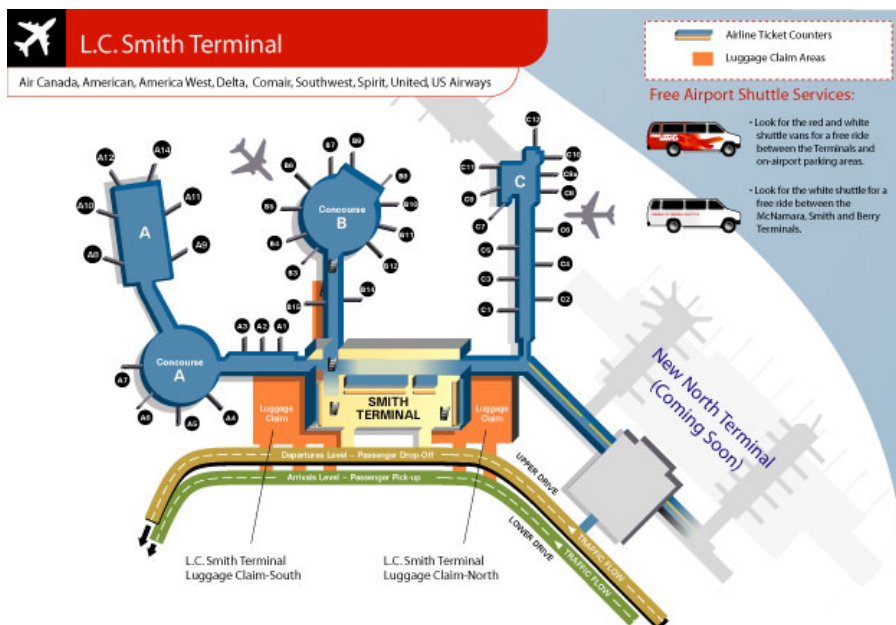 L.C. Smith Terminal
Air Canada, American, America West, Delta, Comair, Southwest, Spirit, United, US Airways
Airline Ticket Counters
Luggage Claim Areas
Free Airport Shuttle Services:
- Look for the red and white
shuttle vans for a free ride
between the Terminals and
on-airport parking areas.
- Look for the white shuttle for a
free ride between the
McNamara, Smith and Berry
Terminals.
A12
A14
A10
A11
A
A8
A9
A3
A2
A1
Concourse
A
A7
A6
A5
A4
B7
B8
B6
B9
B5
B10
Concourse
B
B4
B11
B3
B12
B15
B14
C12
C11
C10
C
C8a
C9
C8
C7
C6
C5
C4
C3
C2
C1
Luggage
Claim
SMITH
TERMINAL
Luggage
Claim
New North Terminal
(Coming Soon)
Departures Level – Passenger Drop-Off
Arrivals Level – Passenger Pick-up
UPPER DRIVE
LOWER DRIVE
TRAFFIC FLOW
TRAFFIC FLOW
L.C. Smith Terminal
Luggage Claim-South
L.C. Smith Terminal
Luggage Claim-North